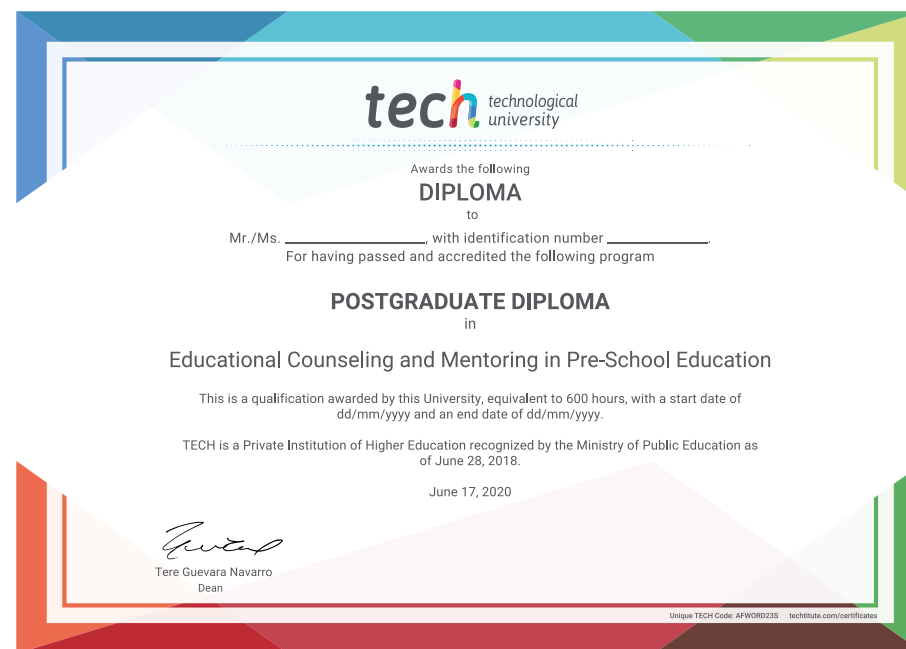 tech technological
university
Awards the following
DIPLOMA
to
Mr./Ms. ____________________, with identification number ______________.
For having passed and accredited the following program
POSTGRADUATE DIPLOMA
in
Educational Counseling and Mentoring in Pre-School Education
This is a qualification awarded by this University, equivalent to 600 hours, with a start date of
dd/mm/yyyy and an end date of dd/mm/yyyy.
TECH is a Private Institution of Higher Education recognized by the Ministry of Public Education as
of June 28, 2018.
June 17, 2020
Tere Guevara Navarro
Dean
Unique TECH Code: AFWORD23S techtitute.com/certificates